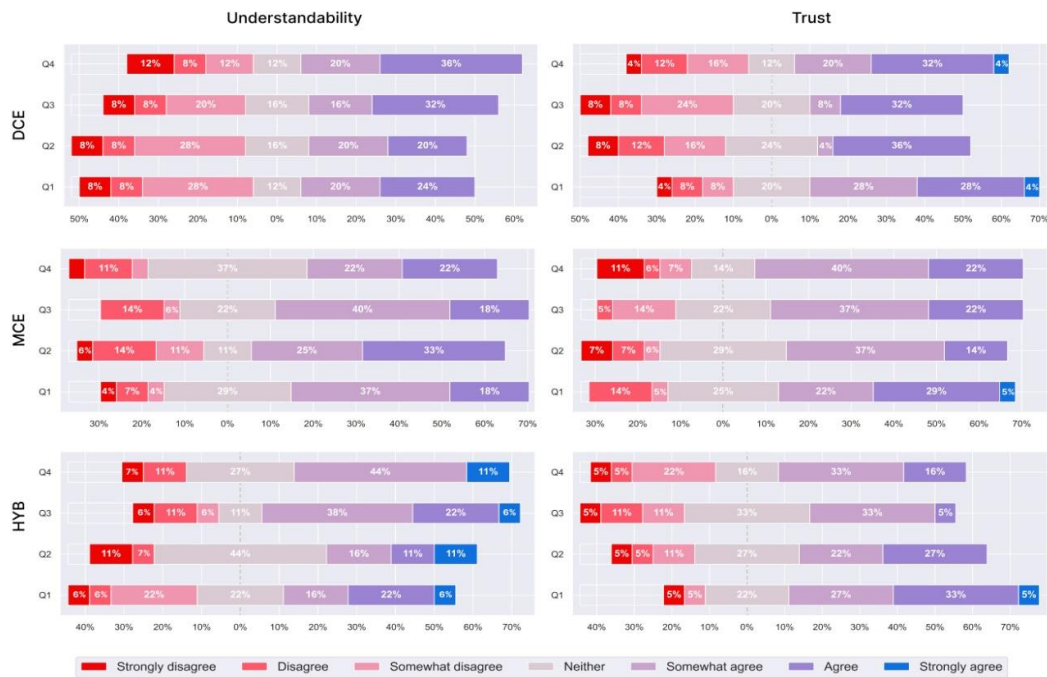 Understandability
Trust
DCE
Q4
12% 8% 12% 12% 20% 36%
Q3
8% 8% 20% 16% 16% 32%
Q2
8% 8% 28% 16% 20% 20%
Q1
8% 8% 28% 12% 20% 24%
50% 40% 30% 20% 10% 0% 10% 20% 30% 40% 50% 60%
Q4
4% 12% 16% 12% 20% 32% 4%
Q3
8% 8% 24% 20% 8% 32%
Q2
8% 12% 16% 24% 4% 36%
Q1
4% 8% 8% 20% 28% 28% 4%
50% 40% 30% 20% 10% 0% 10% 20% 30% 40% 50% 60% 70%
MCE
Q4
11% 37% 22% 22%
Q3
14% 6% 22% 40% 18%
Q2
6% 14% 11% 11% 25% 33%
Q1
4% 7% 4% 29% 37% 18%
30% 20% 10% 0% 10% 20% 30% 40% 50% 60% 70%
Q4
11% 6% 7% 14% 40% 22%
Q3
5% 14% 22% 37% 22%
Q2
7% 7% 6% 29% 37% 14%
Q1
14% 5% 25% 22% 29% 5%
30% 20% 10% 0% 10% 20% 30% 40% 50% 60% 70%
HYB
Q4
7% 11% 27% 44% 11%
Q3
6% 11% 6% 11% 38% 22% 6%
Q2
11% 7% 44% 16% 11% 11%
Q1
6% 6% 22% 22% 16% 22% 6%
40% 30% 20% 10% 0% 10% 20% 30% 40% 50% 60% 70%
Q4
5% 5% 22% 16% 33% 16%
Q3
5% 11% 11% 33% 33% 5%
Q2
5% 5% 11% 27% 22% 27%
Q1
5% 5% 22% 27% 33% 5%
40% 30% 20% 10% 0% 10% 20% 30% 40% 50% 60% 70%
Strongly disagree Disagree Somewhat disagree Neither Somewhat agree Agree Strongly agree